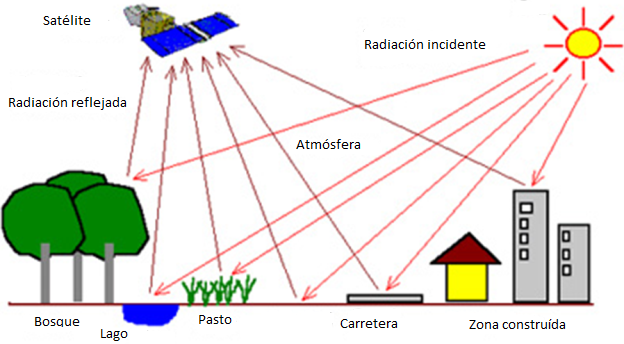 Satélite
Radiación incidente
Radiación reflejada
Atmósfera
Bosque
Lago
Pasto
Carretera
Zona construída